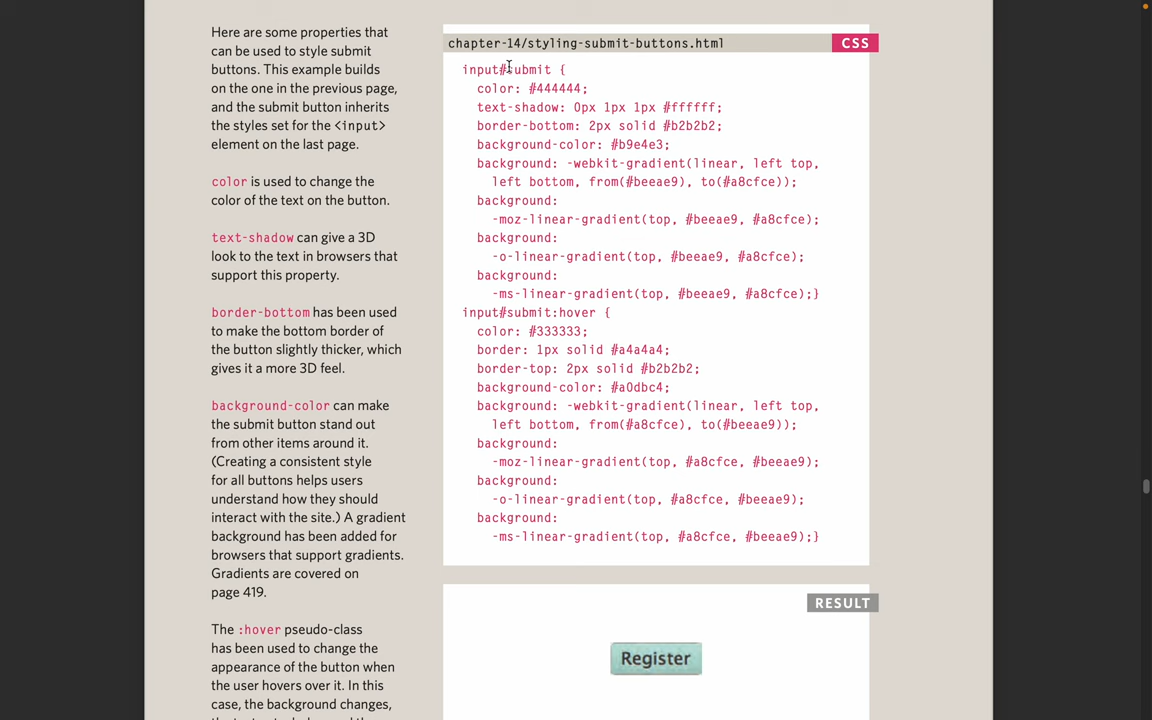 Here are some properties that
can be used to style submit
buttons. This example builds
on the one in the previous page,
and the submit button inherits
the styles set for the <input>
element on the last page.
color is used to change the
color of the text on the button.
text-shadow can give a 3D
look to the text in browsers that
support this property.
border-bottom has been used
to make the bottom border of
the button slightly thicker, which
gives it a more 3D feel.
background-color can make
the submit button stand out
from other items around it.
(Creating a consistent style
for all buttons helps users
understand how they should
interact with the site.) A gradient
background has been added for
browsers that support gradients.
Gradients are covered on
page 419.
The :hover pseudo-class
has been used to change the
appearance of the button when
the user hovers over it. In this
case, the background changes,
chapter-14/styling-submit-buttons.html
CSS
input#submit {
color: #444444;
text-shadow: 0px 1px 1px #ffffff;
border-bottom: 2px solid #b2b2b2;
background-color: #b9e4e3;
background: -webkit-gradient(linear, left top,
left bottom, from(#beeae9), to(#a8cfce));
background:
-moz-linear-gradient(top, #beeae9, #a8cfce);
background:
-o-linear-gradient(top, #beeae9, #a8cfce);
background:
-ms-linear-gradient(top, #beeae9, #a8cfce);}
input#submit:hover {
color: #333333;
border: 1px solid #a4a4a4;
border-top: 2px solid #b2b2b2;
background-color: #a0dbc4;
background: -webkit-gradient(linear, left top,
left bottom, from(#a8cfce), to(#beeae9));
background:
-moz-linear-gradient(top, #a8cfce, #beeae9);
background:
-o-linear-gradient(top, #a8cfce, #beeae9);
background:
-ms-linear-gradient(top, #a8cfce, #beeae9);}
RESULT
Register